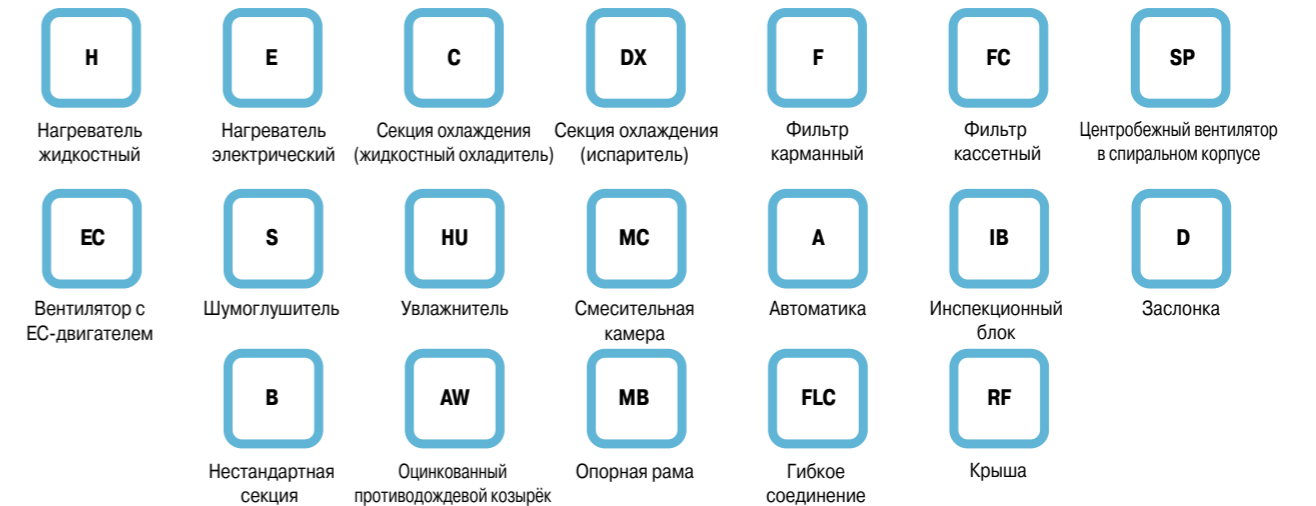 H
E
C
DX
F
FC
SP
Нагреватель
жидкостный
Нагреватель
электрический
Секция охлаждения
(жидкостный охладитель)
Секция охлаждения
(испаритель)
Фильтр
карманный
Фильтр
кассетный
Центробежный вентилятор
в спиральном корпусе
EC
S
HU
MC
A
IB
D
Вентилятор с
ЕС-двигателем
Шумоглушитель
Увлажнитель
Смесительная
камера
Автоматика
Инспекционный
блок
Заслонка
B
AW
MB
FLC
RF
Нестандартная
секция
Оцинкованный
противодождевой козырёк
Опорная рама
Гибкое
соединение
Крыша